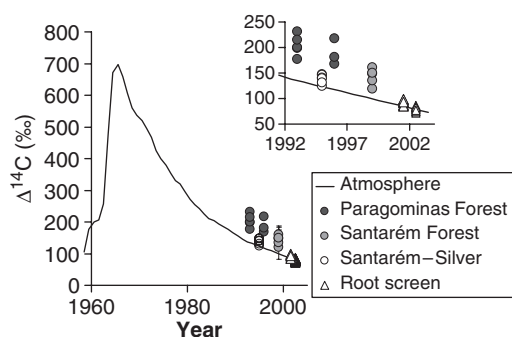 Δ¹⁴C (‰)
800
700
600
500
400
300
200
100
0
1960
1980
2000
Year
250
200
150
100
50
1992
1997
2002
Atmosphere
Paragominas Forest
Santarém Forest
Santarém–Silver
Root screen